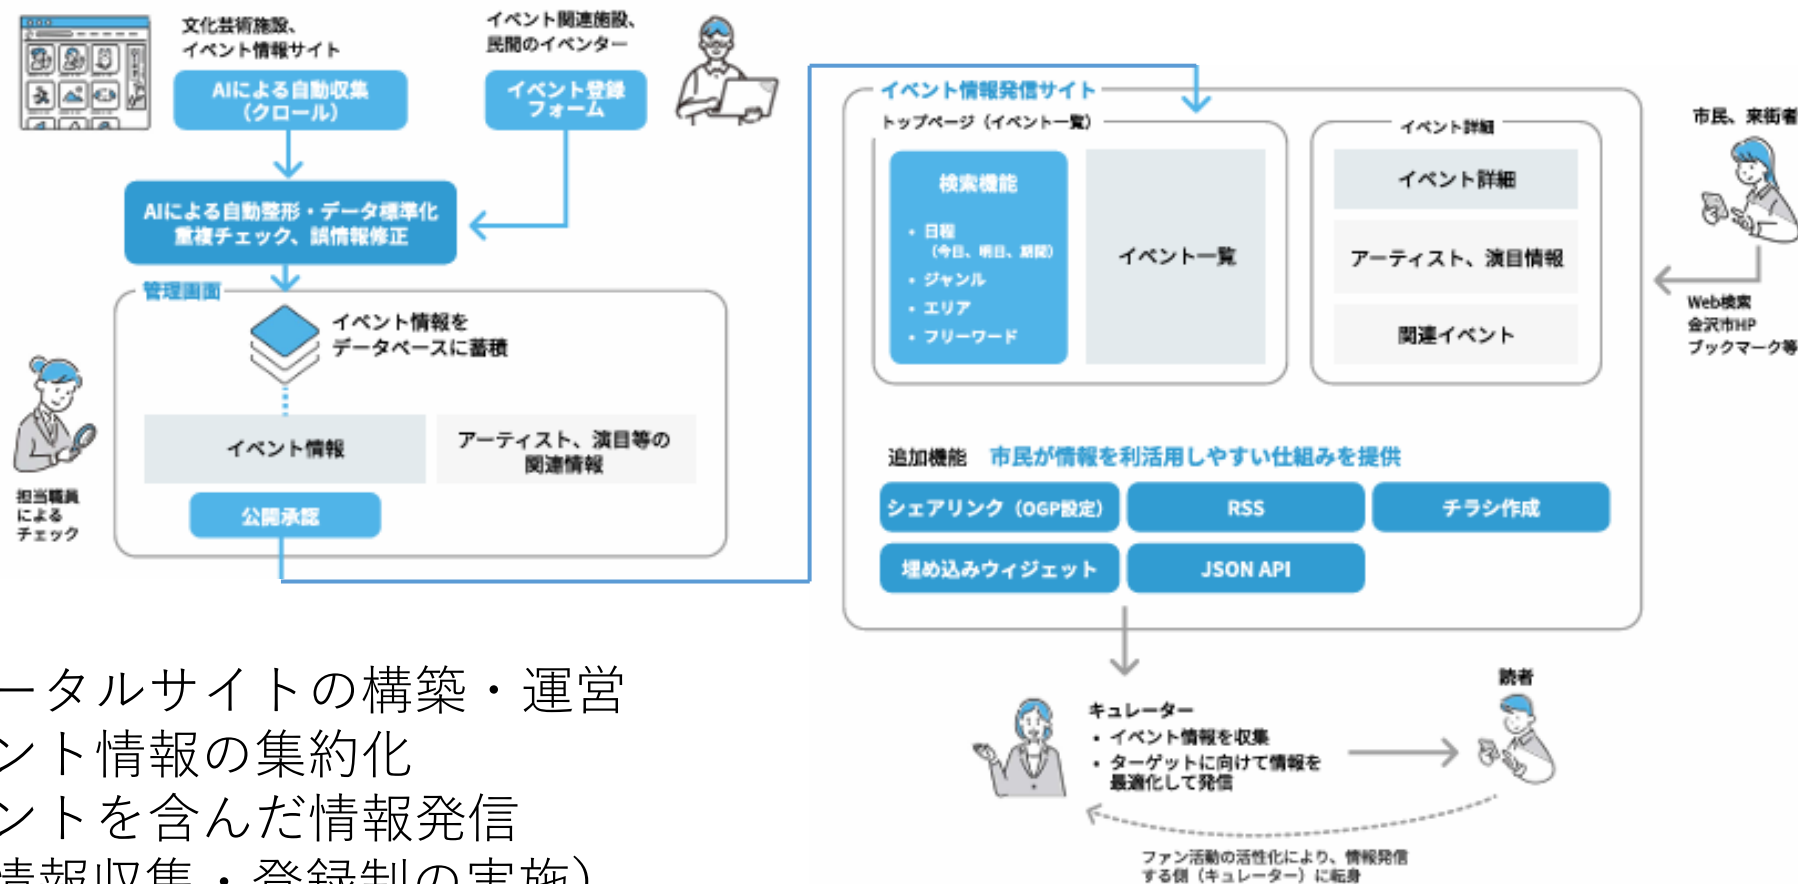 文化芸術施設、
イベント情報サイト
AIによる自動収集
（クロール）
イベント関連施設、
民間のイベンター
イベント登録
フォーム
AIによる自動整形・データ標準化
重複チェック、誤情報修正
管理画面
イベント情報を
データベースに蓄積
イベント情報
アーティスト、演目等の
関連情報
公開承認
担当職員
による
チェック
イベント情報発信サイト
トップページ（イベント一覧）
検索機能
・日程
（今日、明日、期間）
・ジャンル
・エリア
・フリーワード
イベント一覧
イベント詳細
イベント詳細
アーティスト、演目情報
関連イベント
市民、来街者
Web検索
金沢市HP
ブックマーク等
追加機能　市民が情報を利活用しやすい仕組みを提供
シェアリンク（OGP設定）
RSS
チラシ作成
埋め込みウィジェット
JSON API
キュレーター
・イベント情報を収集
・ターゲットに向けて情報を
最適化して発信
読者
ファン活動の活性化により、情報発信
する側（キュレーター）に転身
ータルサイトの構築・運営
ント情報の集約化
ントを含んだ情報発信
情報収集・登録制の実施）